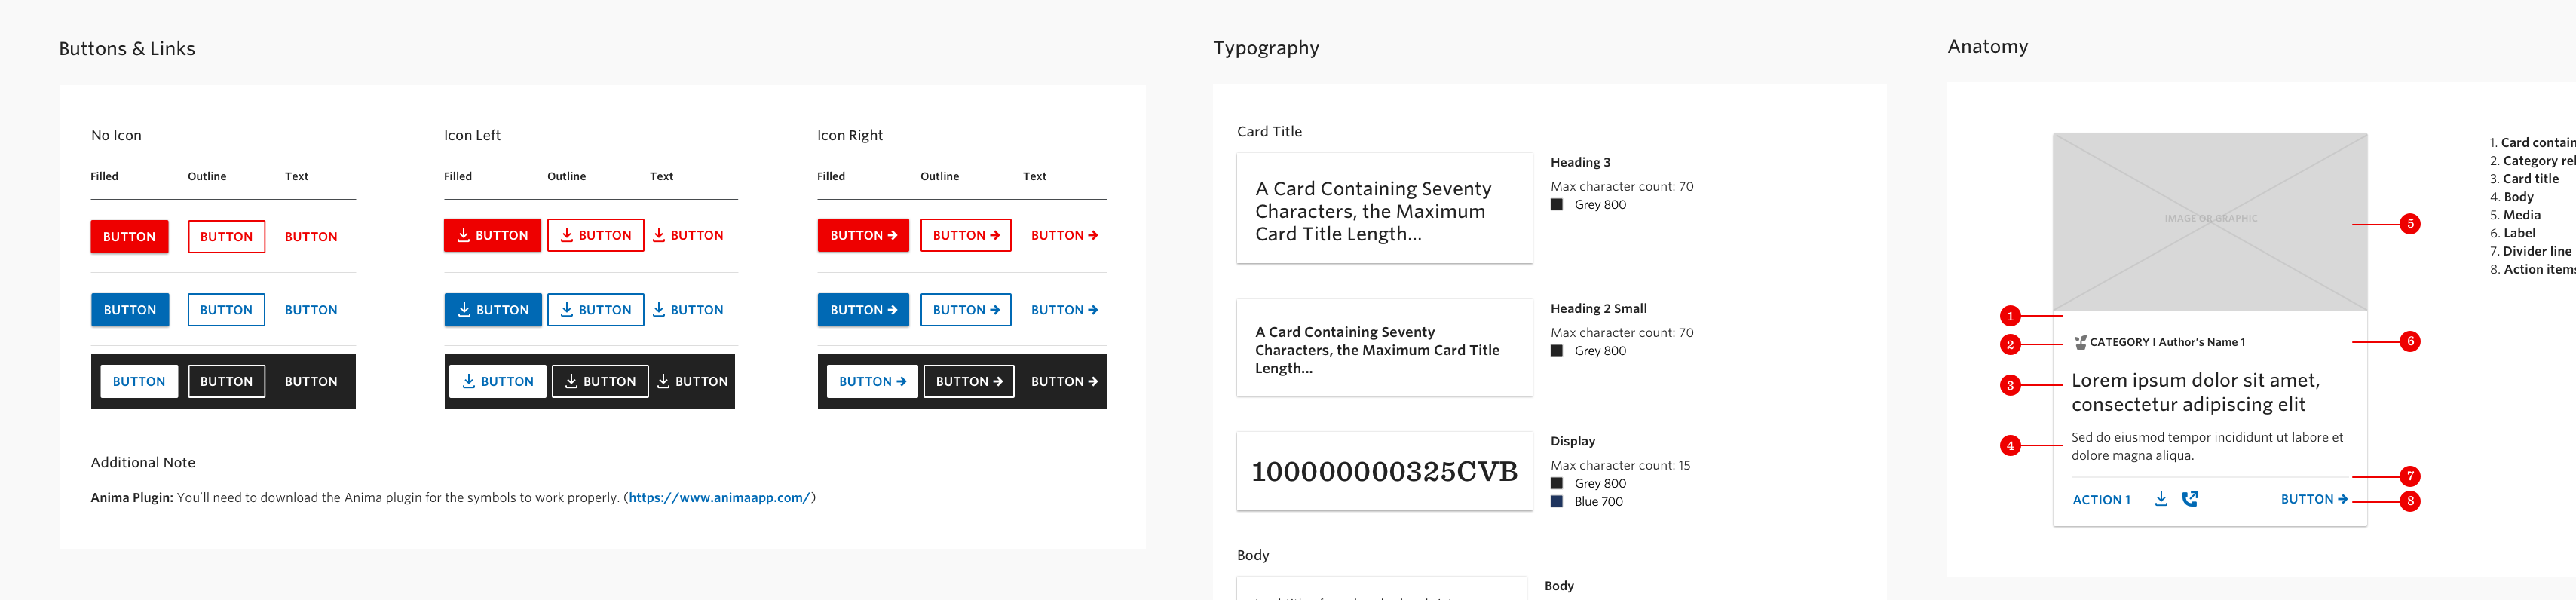 Buttons & Links
No Icon
Filled Outline Text
BUTTON BUTTON BUTTON
BUTTON BUTTON BUTTON
BUTTON BUTTON BUTTON
Icon Left
Filled Outline Text
BUTTON BUTTON BUTTON
BUTTON BUTTON BUTTON
BUTTON BUTTON BUTTON
Icon Right
Filled Outline Text
BUTTON BUTTON BUTTON
BUTTON BUTTON BUTTON
BUTTON BUTTON BUTTON
Additional Note
Anima Plugin: You’ll need to download the Anima plugin for the symbols to work properly. (https://www.animaapp.com/)
Typography
Card Title
A Card Containing Seventy
Characters, the Maximum
Card Title Length...
Heading 3
Max character count: 70
Grey 800
A Card Containing Seventy
Characters, the Maximum Card Title
Length...
Heading 2 Small
Max character count: 70
Grey 800
100000000325CVB
Display
Max character count: 15
Grey 800
Blue 700
Body
Body
Anatomy
IMAGE OR GRAPHIC
5
1
2
CATEGORY I Author’s Name 1
6
3
Lorem ipsum dolor sit amet,
consectetur adipiscing elit
4
Sed do eiusmod tempor incididunt ut labore et
dolore magna aliqua.
7
ACTION 1 BUTTON
8
1. Card contain
2. Category rel
3. Card title
4. Body
5. Media
6. Label
7. Divider line
8. Action items